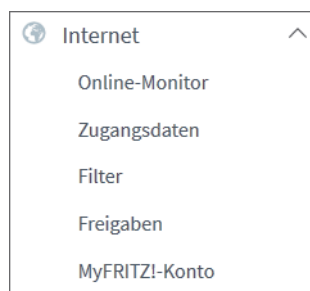 Internet
Online-Monitor
Zugangsdaten
Filter
Freigaben
MyFRITZ!-Konto